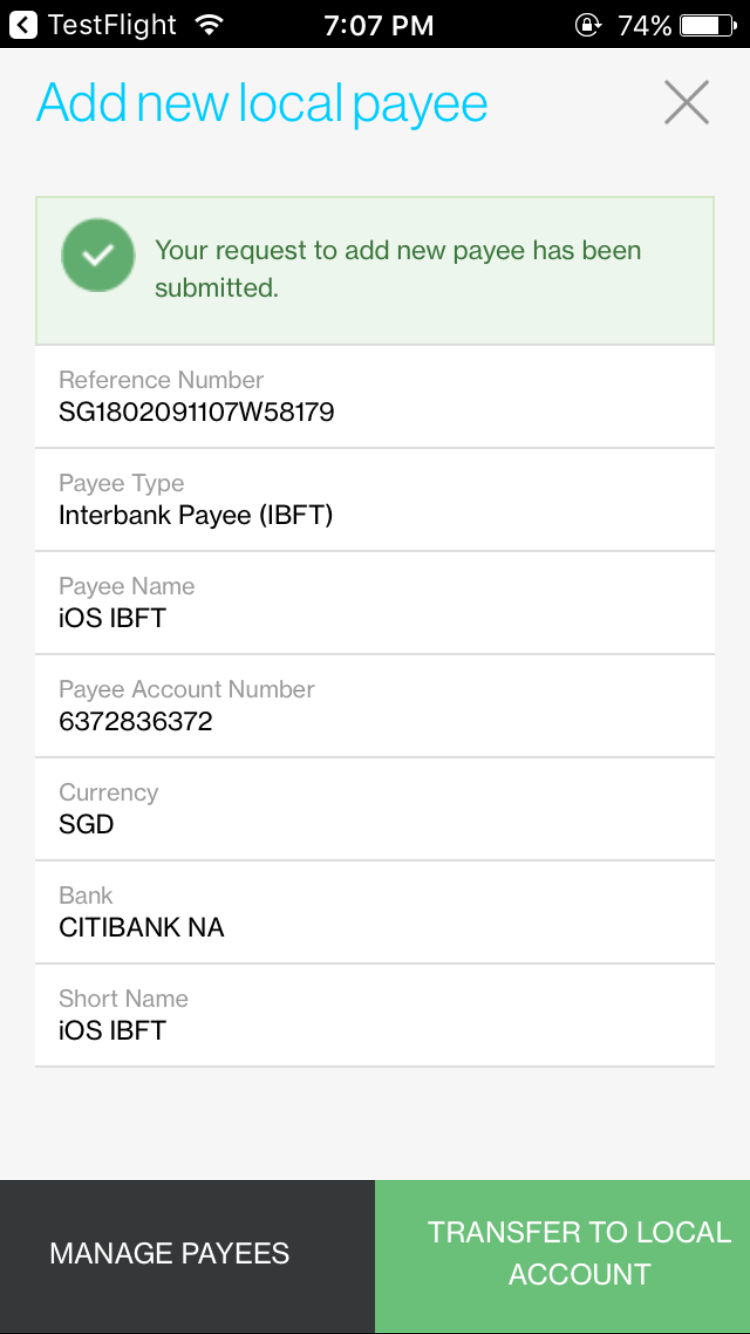 TestFlight 7:07 PM 74%
Add new local payee
Your request to add new payee has been
submitted.
Reference Number
SG1802091107W58179
Payee Type
Interbank Payee (IBFT)
Payee Name
iOS IBFT
Payee Account Number
6372836372
Currency
SGD
Bank
CITIBANK NA
Short Name
iOS IBFT
MANAGE PAYEES
TRANSFER TO LOCAL
ACCOUNT